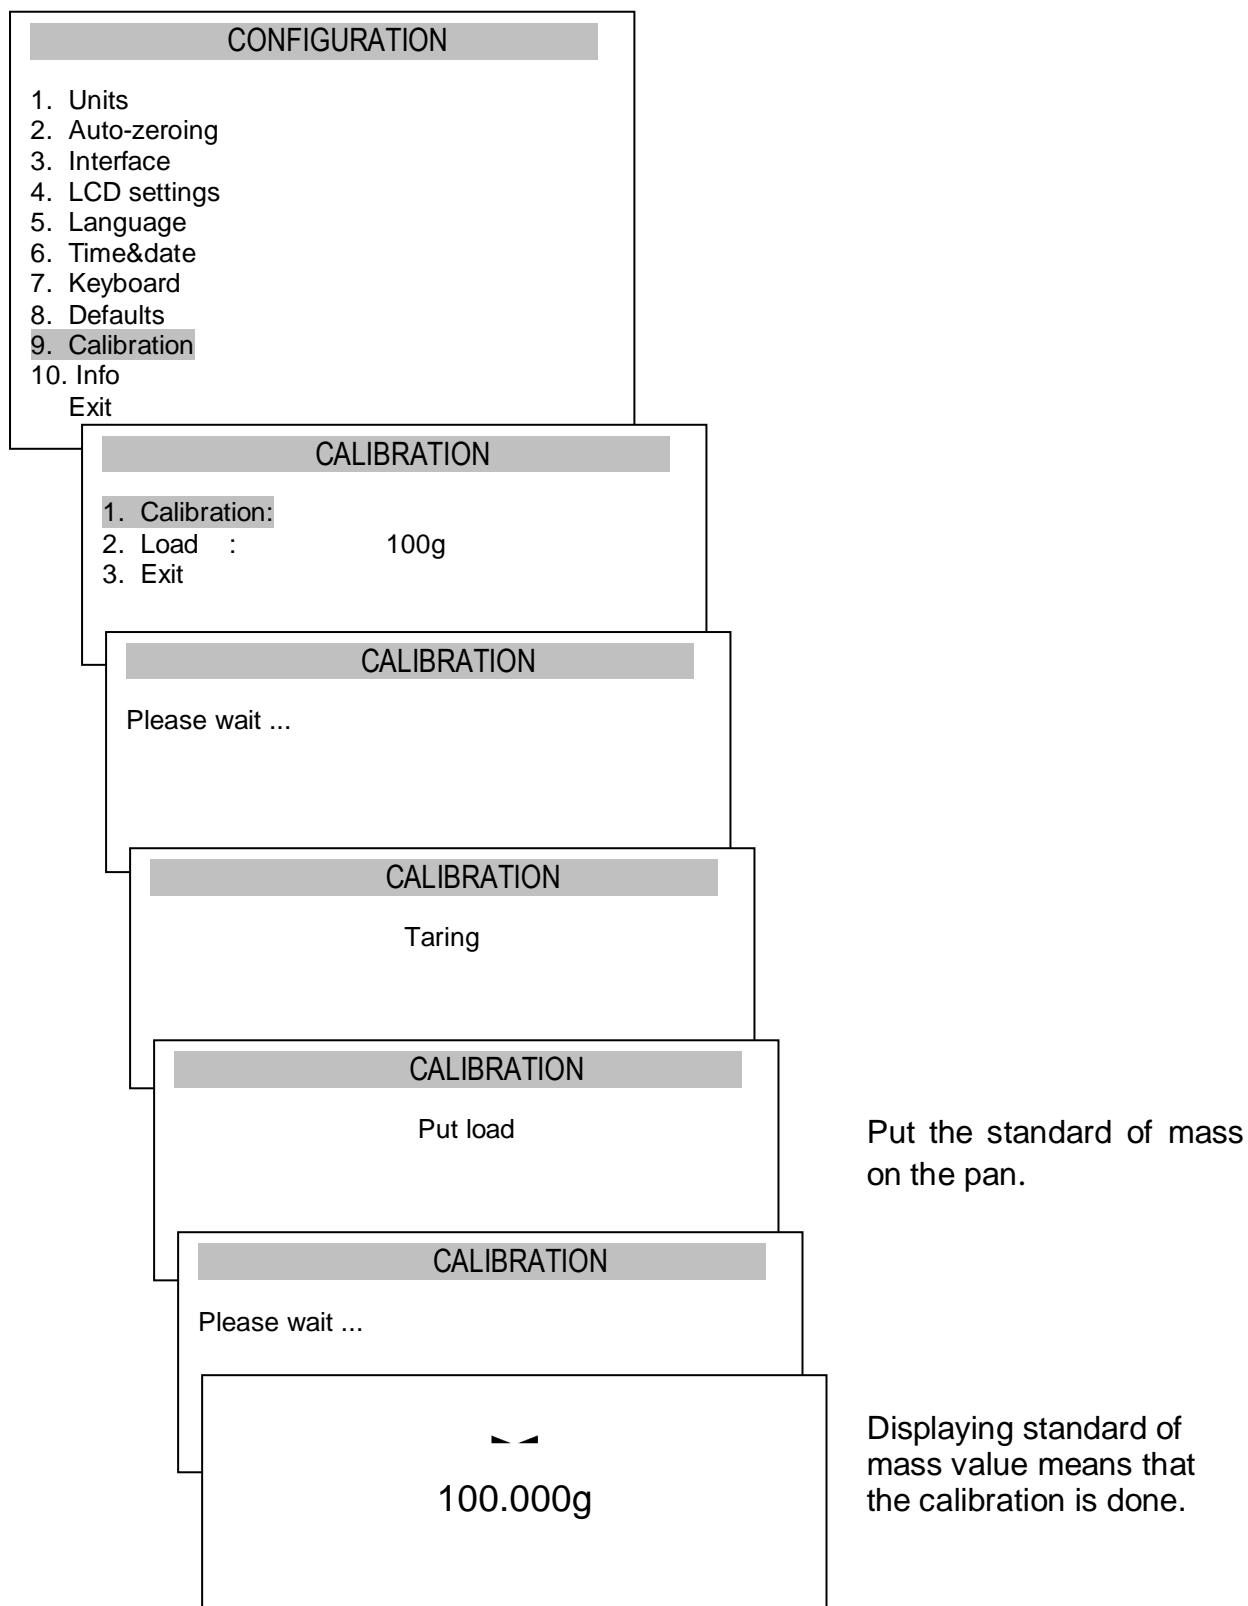 CONFIGURATION
1. Units
2. Auto-zeroing
3. Interface
4. LCD settings
5. Language
6. Time&date
7. Keyboard
8. Defaults
9. Calibration
10. Info
Exit
CALIBRATION
1. Calibration:
2. Load : 100g
3. Exit
CALIBRATION
Please wait ...
CALIBRATION
Taring
CALIBRATION
Put load
Put the standard of mass
on the pan.
CALIBRATION
Please wait ...
100.000g
Displaying standard of
mass value means that
the calibration is done.